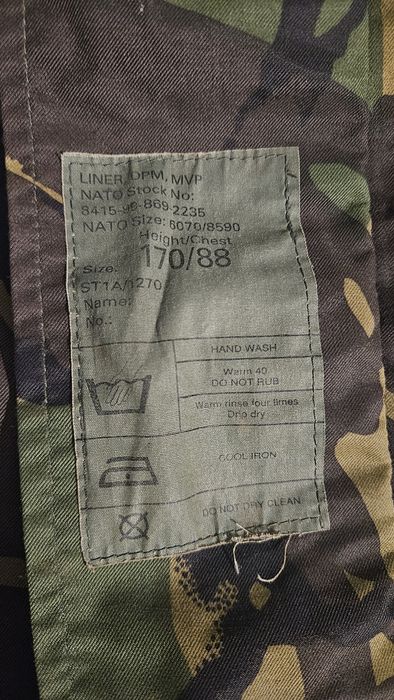 LINER, DPM, MVP
NATO Stock No:
8415-99-869-2235
NATO Size: 6070/8590
Height/Chest
Size: 170/88
ST1A/1270
Name:
No.:
HAND WASH
Warm 40
DO NOT RUB
Warm rinse four times
Drip dry
COOL IRON
DO NOT DRY CLEAN